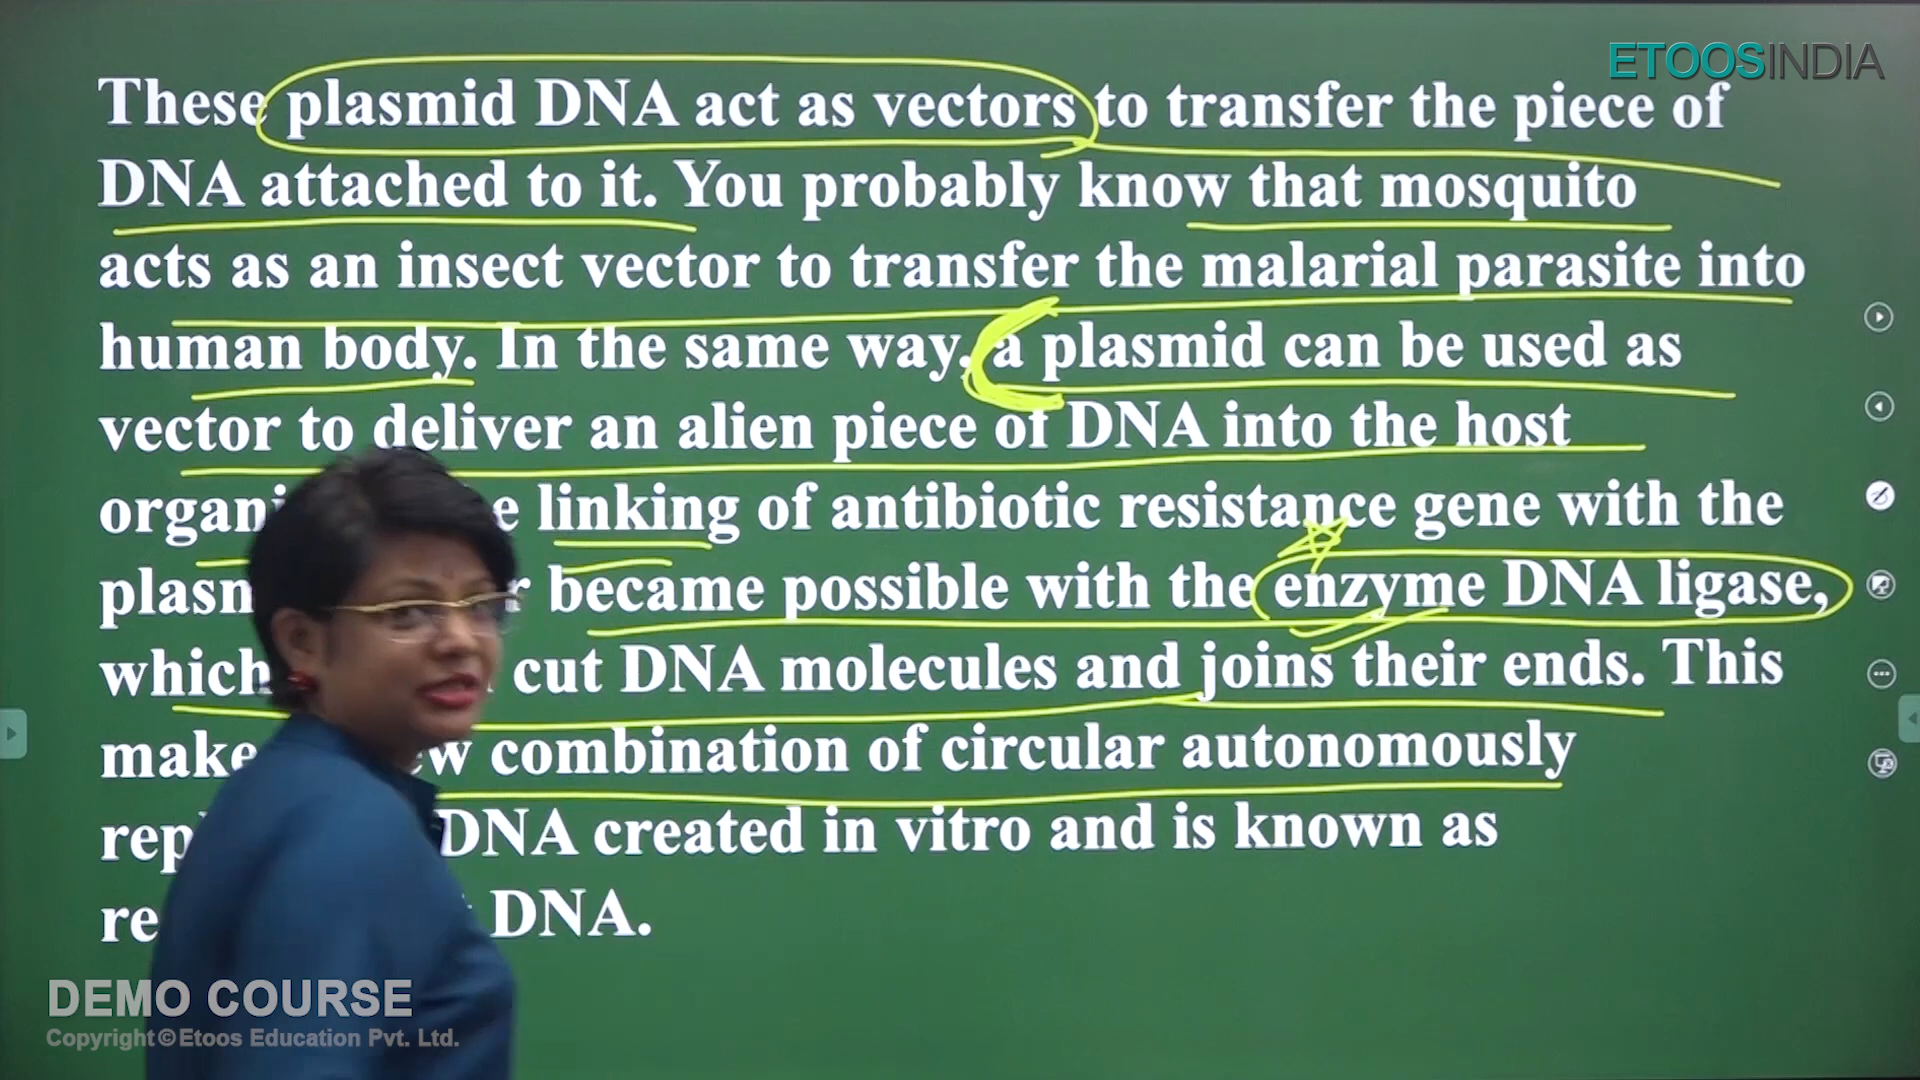 ETOOSINDIA
These plasmid DNA act as vectors to transfer the piece of
DNA attached to it. You probably know that mosquito
acts as an insect vector to transfer the malarial parasite into
human body. In the same way, a plasmid can be used as
vector to deliver an alien piece of DNA into the host
linking of antibiotic resistance gene with the
became possible with the enzyme DNA ligase,
which cut DNA molecules and joins their ends. This
combination of circular autonomously
DNA created in vitro and is known as
DNA.
DEMO COURSE
Copyright©Etoos Education Pvt. Ltd.